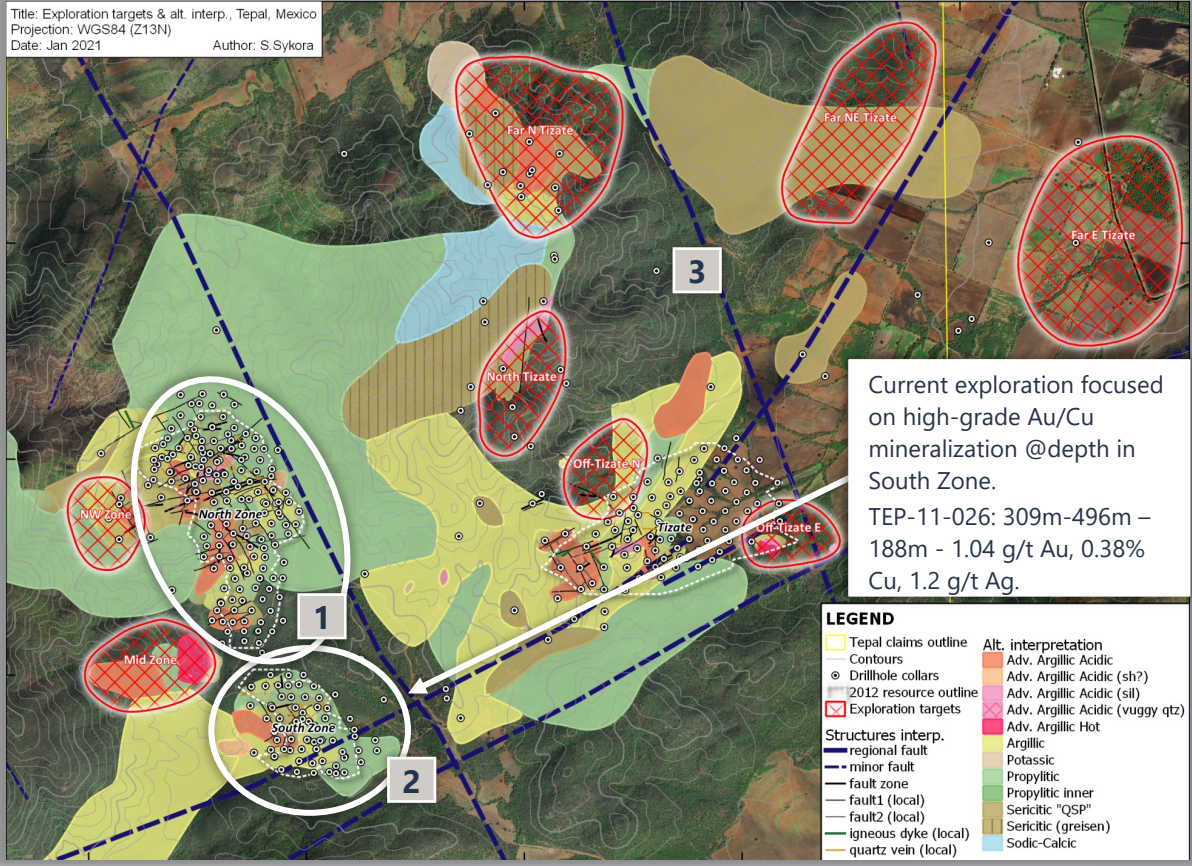 Title: Exploration targets & alt. interp., Tepal, Mexico
Projection: WGS84 (Z13N)
Date: Jan 2021 Author: S.Sykora
Far N Tizate
Far NE Tizate
Far E Tizate
3
North Tizate
Off-Tizate N
NW Zone
North Zone
Tizate
Off-Tizate E
Current exploration focused
on high-grade Au/Cu
mineralization @depth in
South Zone.
TEP-11-026: 309m-496m –
188m - 1.04 g/t Au, 0.38%
Cu, 1.2 g/t Ag.
1
Mid Zone
South Zone
2
LEGEND
Tepal claims outline
Contours
Drillhole collars
2012 resource outline
Exploration targets
Structures interp.
regional fault
minor fault
fault zone
fault1 (local)
fault2 (local)
igneous dyke (local)
quartz vein (local)
Alt. interpretation
Adv. Argillic Acidic
Adv. Argillic Acidic (sh?)
Adv. Argillic Acidic (sil)
Adv. Argillic Acidic (vuggy qtz)
Adv. Argillic Hot
Argillic
Potassic
Propylitic
Propylitic inner
Sericitic "QSP"
Sericitic (greisen)
Sodic-Calcic